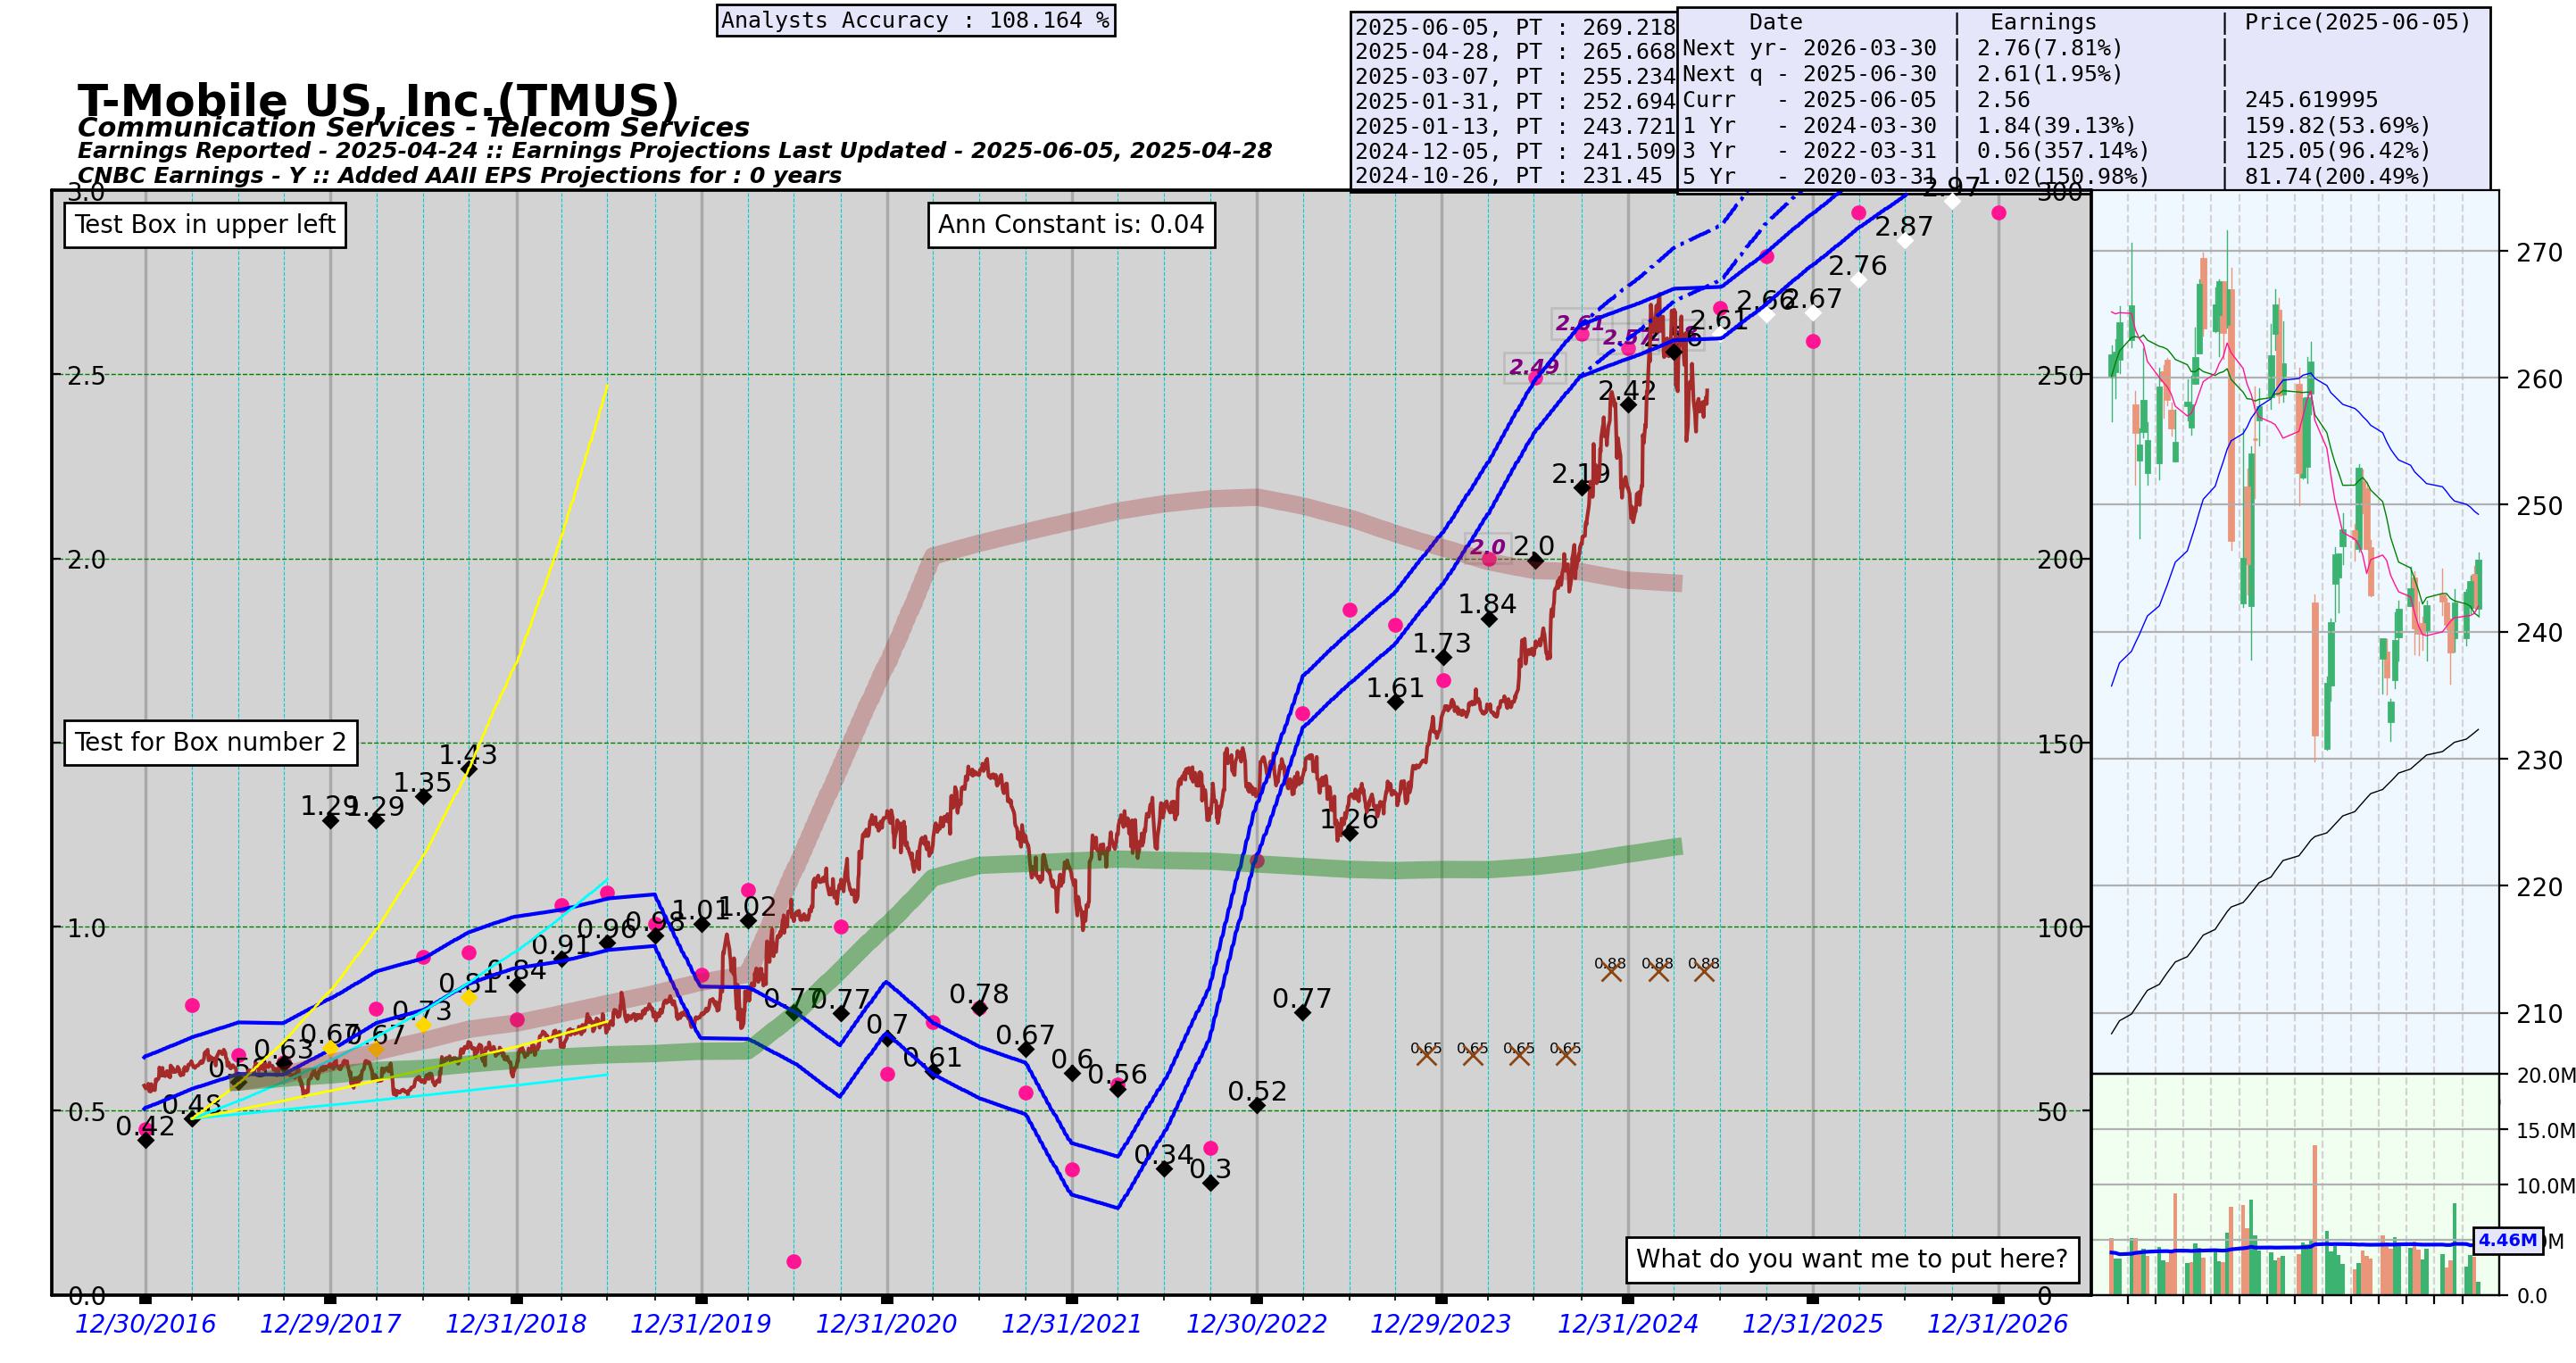 Analysts Accuracy : 108.164 %
T-Mobile US, Inc.(TMUS)
Communication Services - Telecom Services
Earnings Reported - 2025-04-24 :: Earnings Projections Last Updated - 2025-06-05, 2025-04-28
CNBC Earnings - Y :: Added AAII EPS Projections for : 0 years
2025-06-05, PT : 269.218
2025-04-28, PT : 265.668
2025-03-07, PT : 255.234
2025-01-31, PT : 252.694
2025-01-13, PT : 243.721
2024-12-05, PT : 241.509
2024-10-26, PT : 231.45
Date | Earnings | Price(2025-06-05)
Next yr- 2026-03-30 | 2.76(7.81%) |
Next q - 2025-06-30 | 2.61(1.95%) |
Curr - 2025-06-05 | 2.56 | 245.619995
1 Yr - 2024-03-30 | 1.84(39.13%) | 159.82(53.69%)
3 Yr - 2022-03-31 | 0.56(357.14%) | 125.05(96.42%)
5 Yr - 2020-03-31 | 1.02(150.98%) | 81.74(200.49%)
Test Box in upper left
Ann Constant is: 0.04
Test for Box number 2
What do you want me to put here?
3.0
2.5
2.0
1.0
0.5
0.0
300
250
200
150
100
50
0
0.42
0.48
0.58
0.63
0.67
0.67
0.73
0.81
0.84
0.91
0.96
0.98
1.01
1.02
1.29
1.29
1.35
1.43
0.77
0.77
0.7
0.61
0.78
0.67
0.6
0.56
0.34
0.3
0.52
0.77
1.26
1.61
1.73
1.84
2.0
2.0
2.19
2.42
2.49
2.61
2.57
2.61
2.66
2.67
2.76
2.87
2.97
0.65 0.65 0.65 0.65
0.88 0.88 0.88
12/30/2016 12/29/2017 12/31/2018 12/31/2019 12/31/2020 12/31/2021 12/30/2022 12/29/2023 12/31/2024 12/31/2025 12/31/2026
270
260
250
240
230
220
210
20.0M
15.0M
10.0M
4.46M
0.0